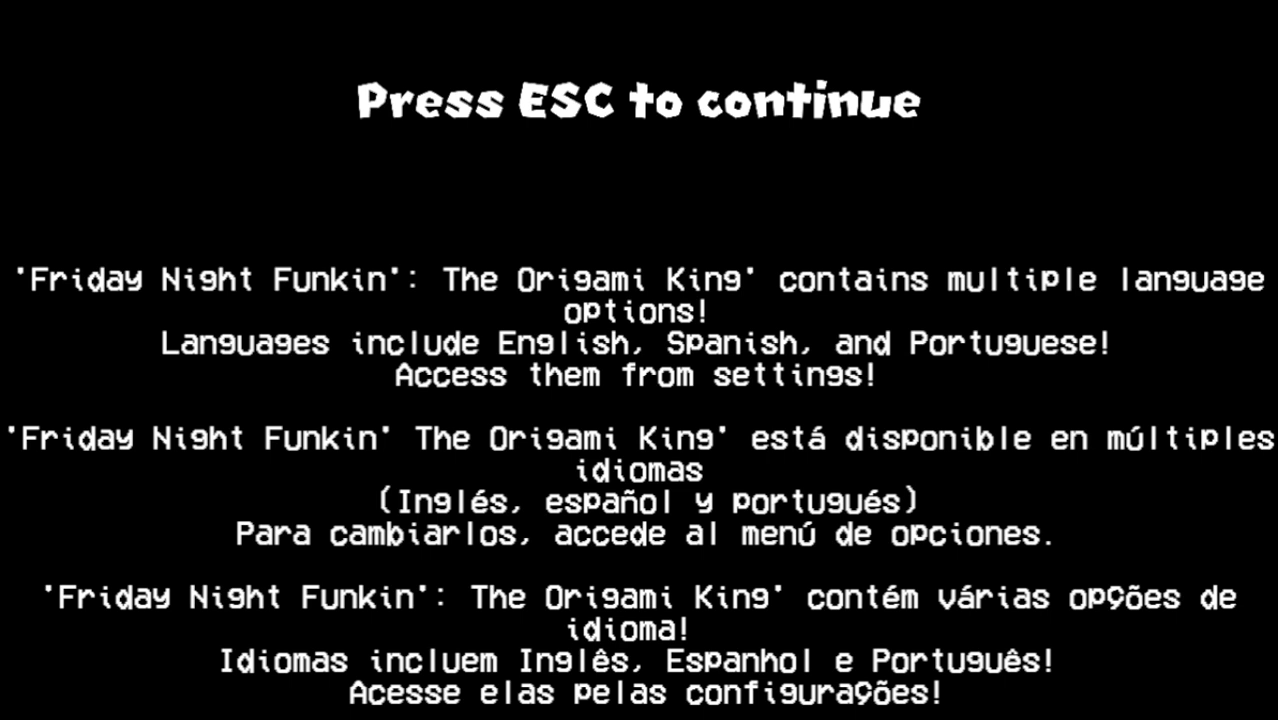 Press ESC to continue
'Friday Night Funkin': The Origami King' contains multiple language
options!
Languages include English, Spanish, and Portuguese!
Access them from settings!
'Friday Night Funkin' The Origami King' está disponible en múltiples
idiomas
(Inglés, español y portugués)
Para cambiarlos, accede al menú de opciones.
'Friday Night Funkin': The Origami King' contém várias opções de
idioma!
Idiomas incluem Inglês, Espanhol e Português!
Acesse elas pelas configurações!